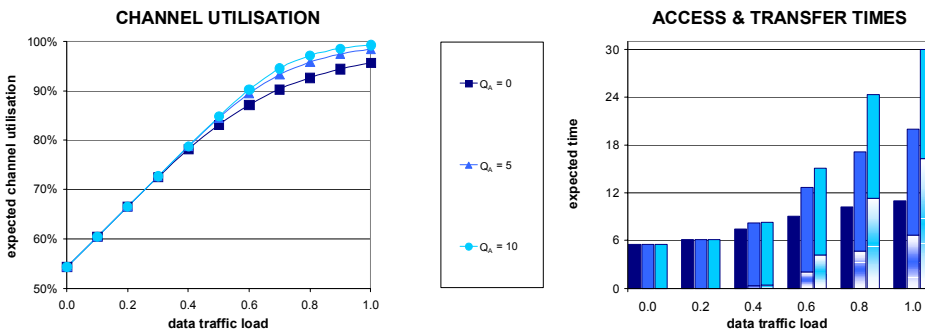 CHANNEL UTILISATION
100%
90%
80%
70%
60%
50%
expected channel utilisation
0.0 0.2 0.4 0.6 0.8 1.0
data traffic load
Q_A = 0
Q_A = 5
Q_A = 10
ACCESS & TRANSFER TIMES
30
24
18
12
6
0
expected time
0.0 0.2 0.4 0.6 0.8 1.0
data traffic load